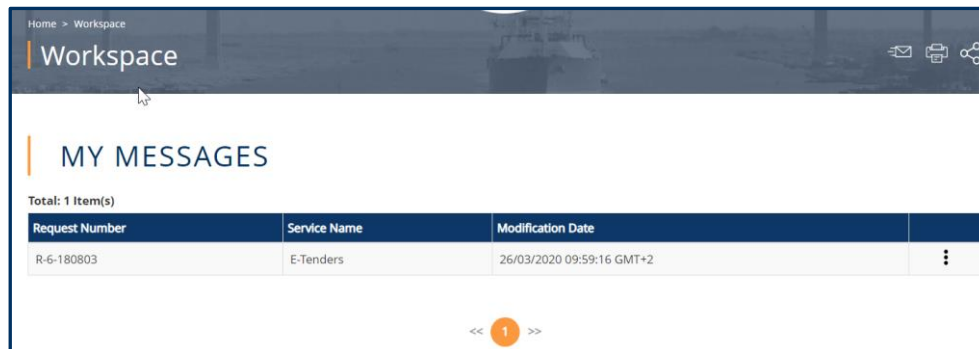 Home > Workspace
Workspace
MY MESSAGES
Total: 1 Item(s)
Request Number Service Name Modification Date
R-6-180803 E-Tenders 26/03/2020 09:59:16 GMT+2
<< 1 >>